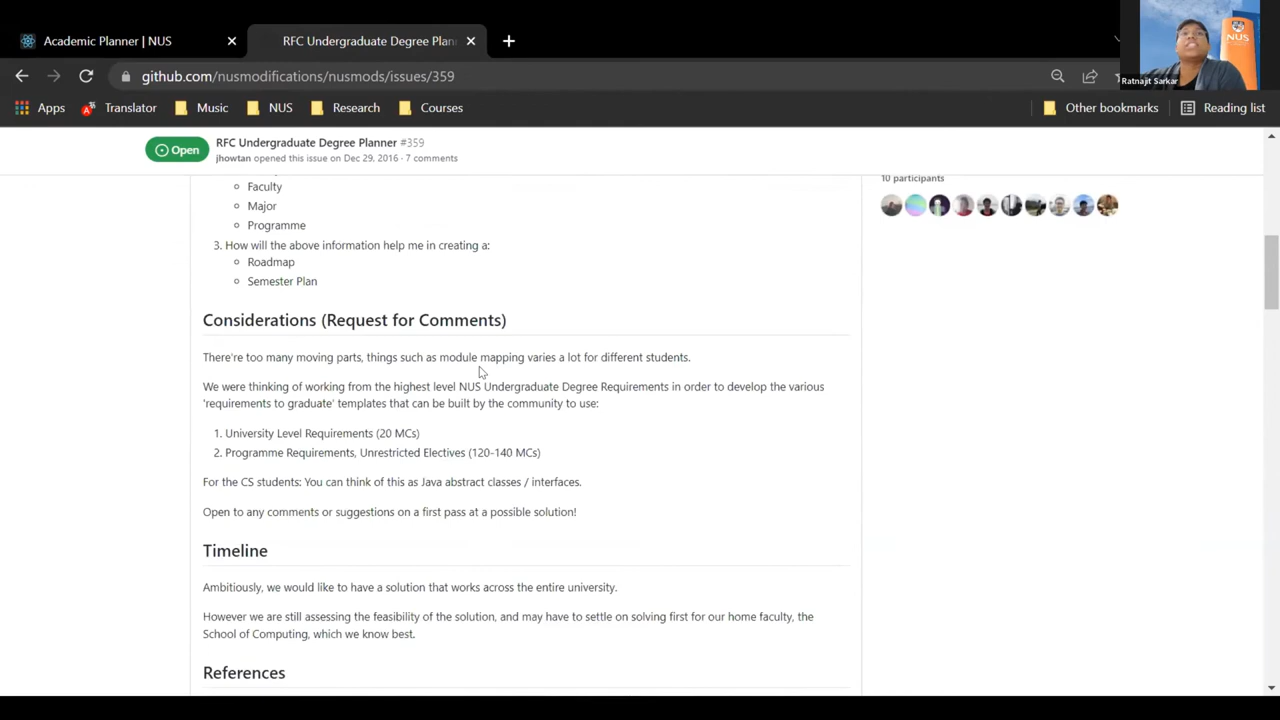 Academic Planner | NUS
RFC Undergraduate Degree Plan
github.com/nusmodifications/nusmods/issues/359
NUS
Ratnajit Sarkar
Apps
Translator
Music
NUS
Research
Courses
Other bookmarks
Reading list
Open
RFC Undergraduate Degree Planner #359
jhowtan opened this issue on Dec 29, 2016 · 7 comments
10 participants
Faculty
Major
Programme
3. How will the above information help me in creating a:
Roadmap
Semester Plan
Considerations (Request for Comments)
There're too many moving parts, things such as module mapping varies a lot for different students.
We were thinking of working from the highest level NUS Undergraduate Degree Requirements in order to develop the various
'requirements to graduate' templates that can be built by the community to use:
1. University Level Requirements (20 MCs)
2. Programme Requirements, Unrestricted Electives (120-140 MCs)
For the CS students: You can think of this as Java abstract classes / interfaces.
Open to any comments or suggestions on a first pass at a possible solution!
Timeline
Ambitiously, we would like to have a solution that works across the entire university.
However we are still assessing the feasibility of the solution, and may have to settle on solving first for our home faculty, the
School of Computing, which we know best.
References